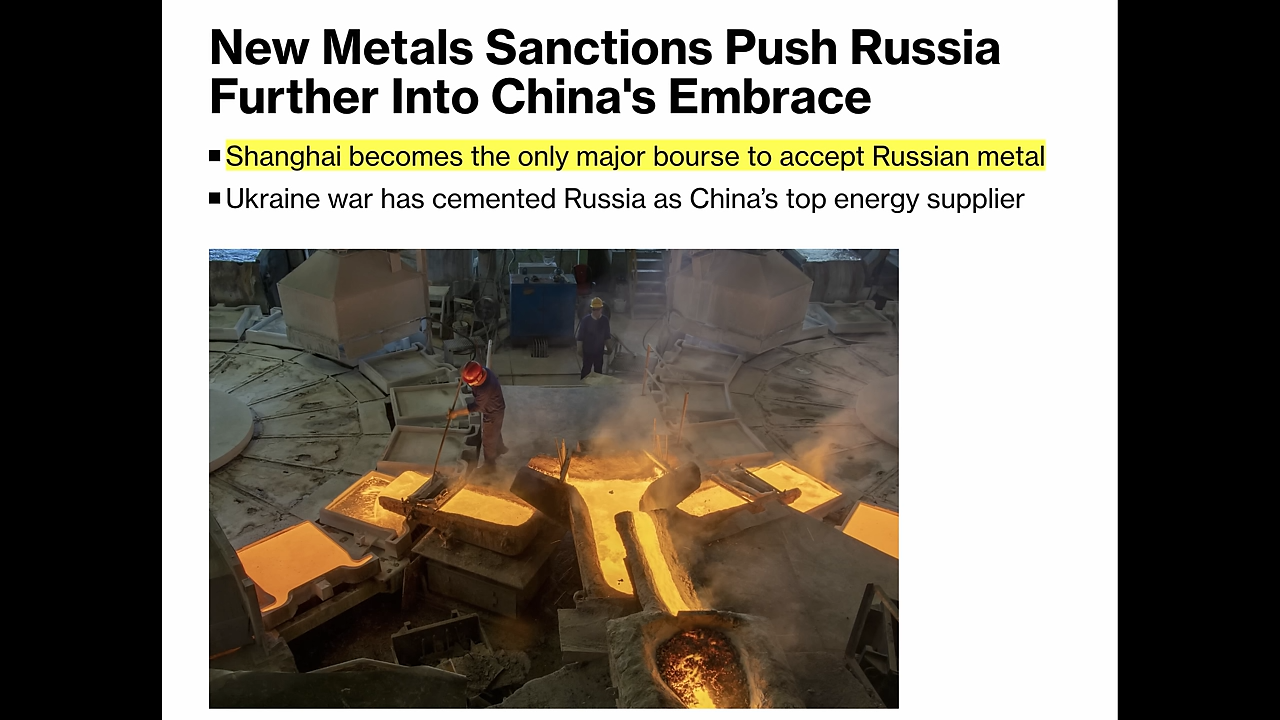 New Metals Sanctions Push Russia
Further Into China's Embrace
Shanghai becomes the only major bourse to accept Russian metal
Ukraine war has cemented Russia as China’s top energy supplier